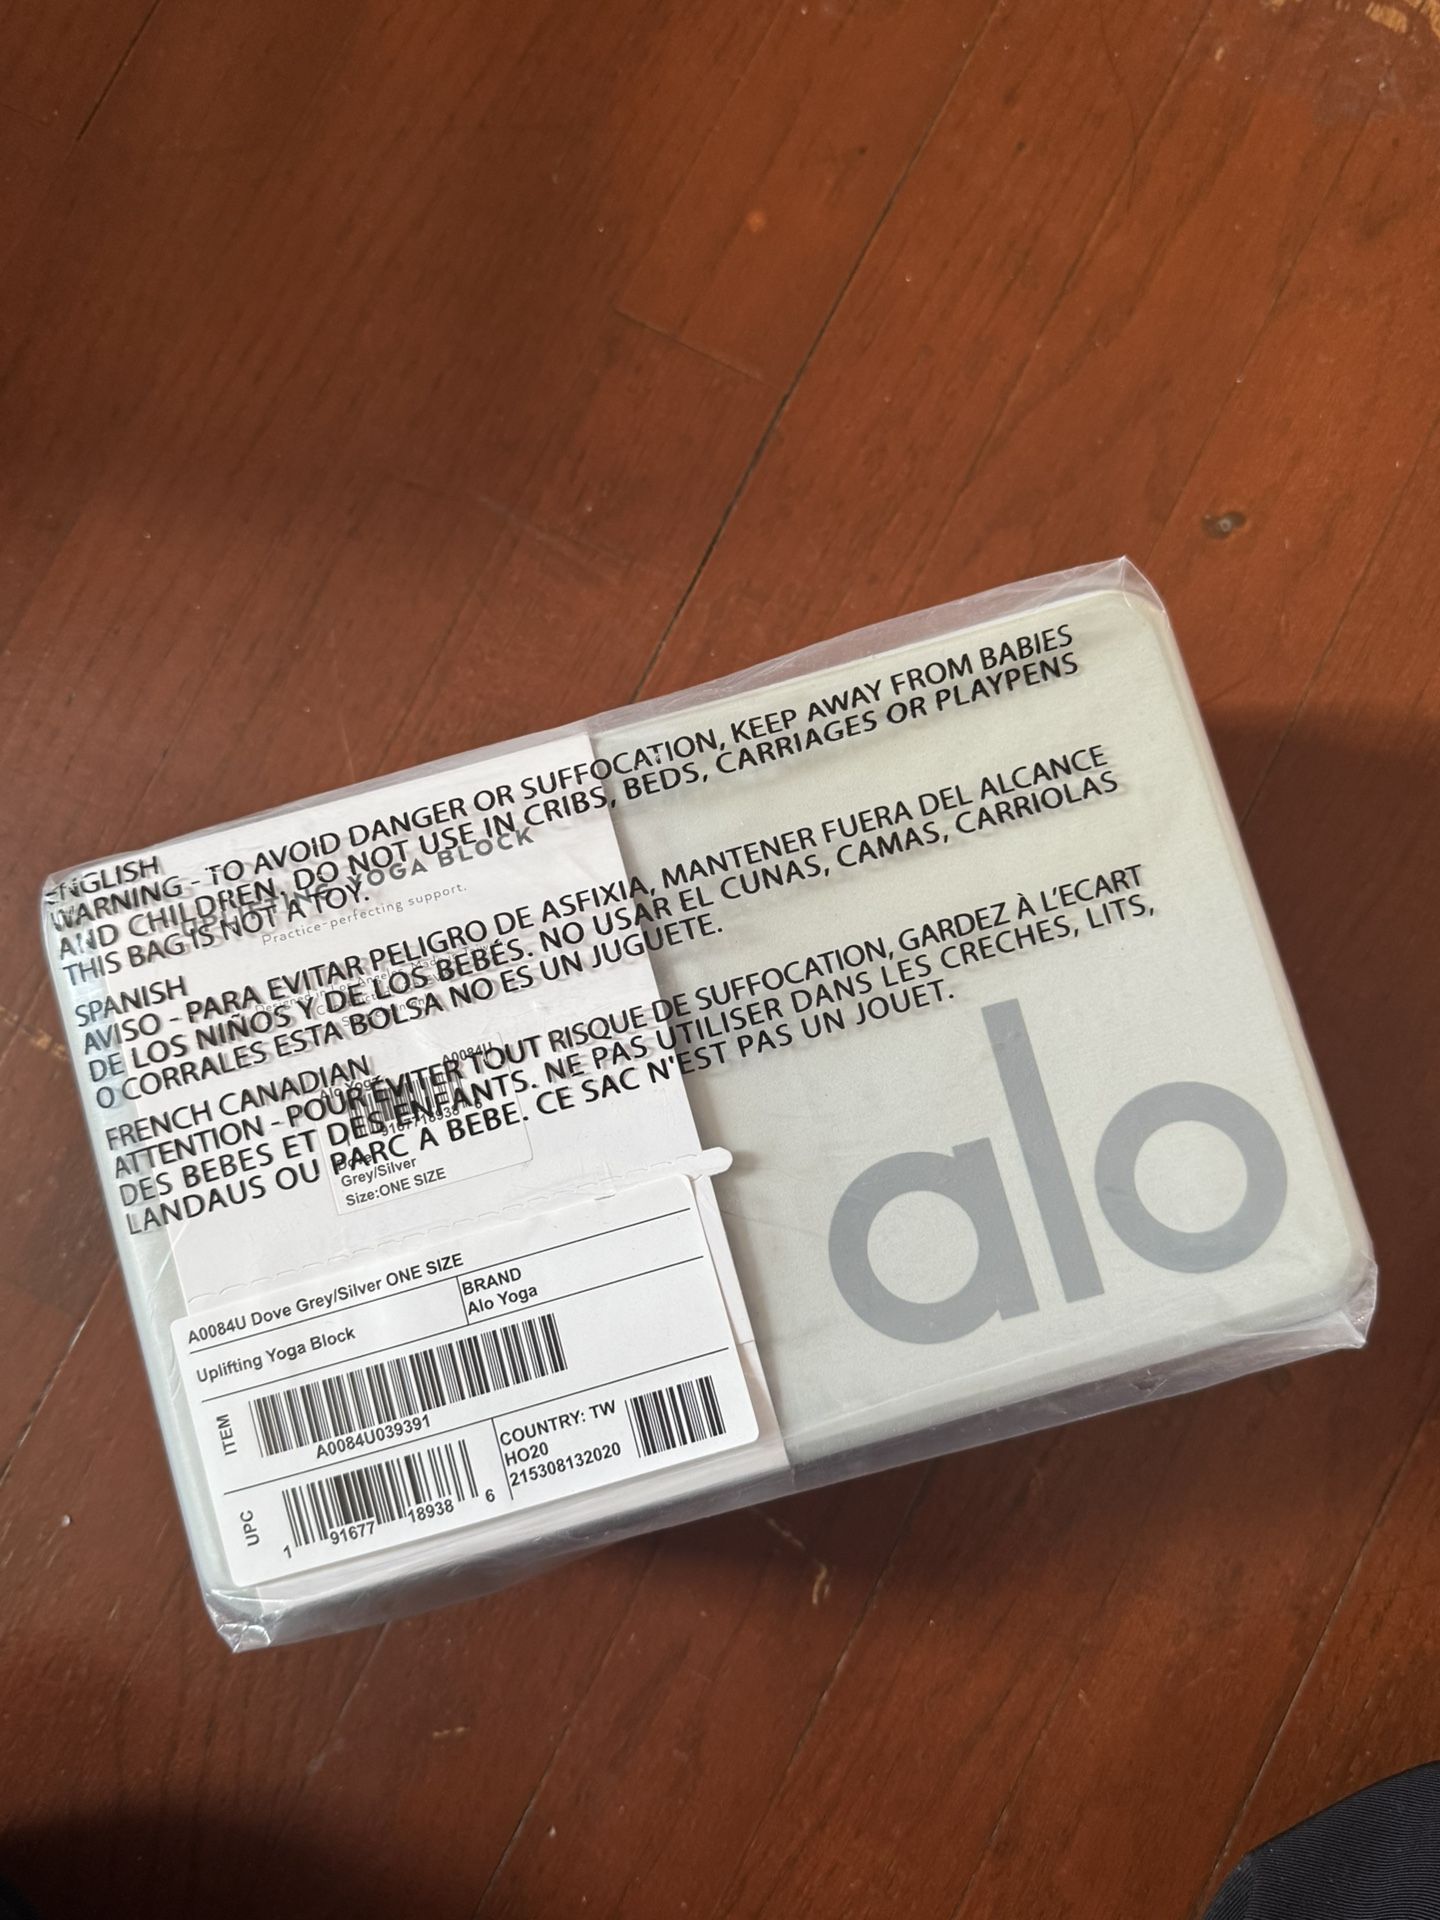 ENGLISH
WARNING - TO AVOID DANGER OR SUFFOCATION, KEEP AWAY FROM BABIES
AND CHILDREN, DO NOT USE IN CRIBS, BEDS, CARRIAGES OR PLAYPENS
THIS BAG IS NOT A TOY.
SPANISH
AVISO - PARA EVITAR PELIGRO DE ASFIXIA, MANTENER FUERA DEL ALCANCE
DE LOS NIÑOS Y DE LOS BEBÉS. NO USAR EL CUNAS, CAMAS, CARRIOLAS
O CORRALES ESTA BOLSA NO ES UN JUGUETE.
FRENCH CANADIAN
ATTENTION - POUR ÉVITER TOUT RISQUE DE SUFFOCATION, GARDEZ À L'ECART
DES BEBES ET DES ENFANTS. NE PAS UTILISER DANS LES CRECHES, LITS,
LANDAUS OU PARC A BEBE. CE SAC N'EST PAS UN JOUET.
YOGA BLOCK
Practice-perfecting support.
A0084U
Alo Yoga
Grey/Silver
Size:ONE SIZE
alo
A0084U Dove Grey/Silver ONE SIZE
Uplifting Yoga Block
BRAND
Alo Yoga
ITEM
A0084U039391
UPC
1 91677 18938 6
COUNTRY: TW
HO20
215308132020